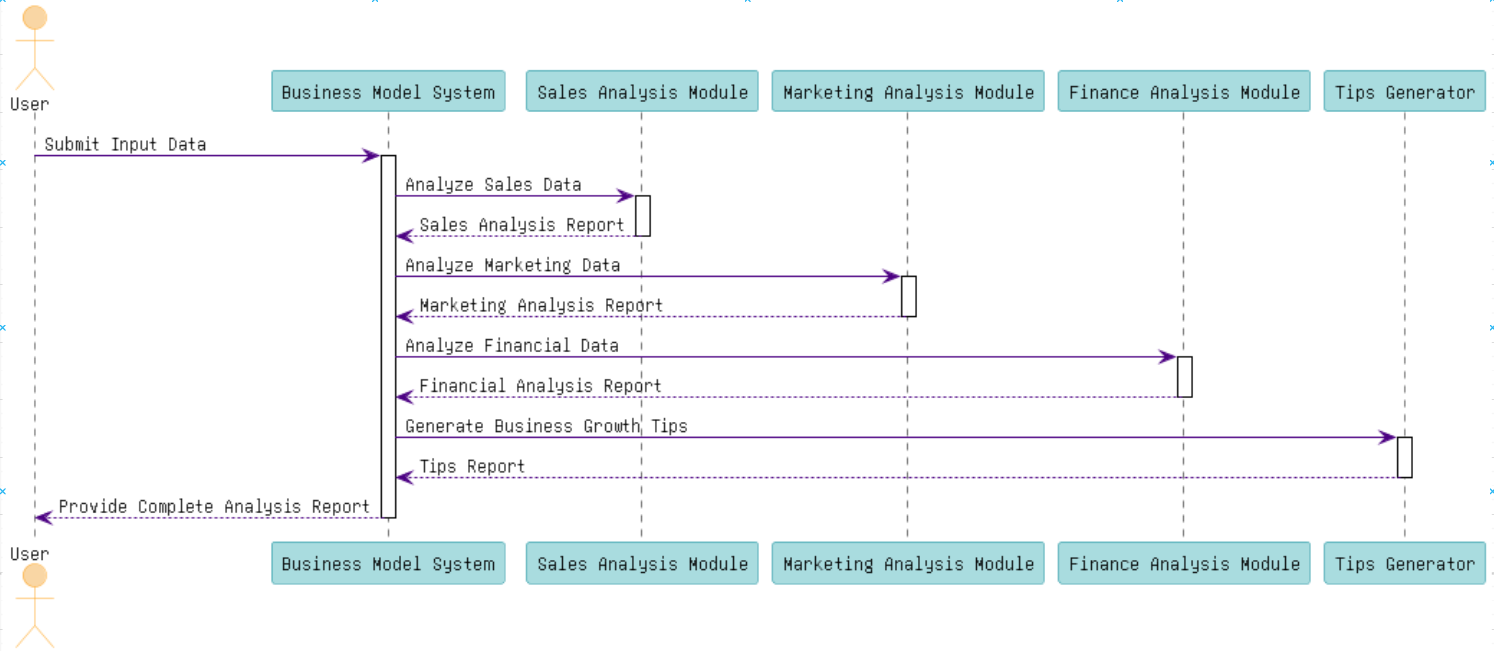 User
Business Model System
Sales Analysis Module
Marketing Analysis Module
Finance Analysis Module
Tips Generator
Submit Input Data
Analyze Sales Data
Sales Analysis Report
Analyze Marketing Data
Marketing Analysis Report
Analyze Financial Data
Financial Analysis Report
Generate Business Growth Tips
Tips Report
Provide Complete Analysis Report
User
Business Model System
Sales Analysis Module
Marketing Analysis Module
Finance Analysis Module
Tips Generator